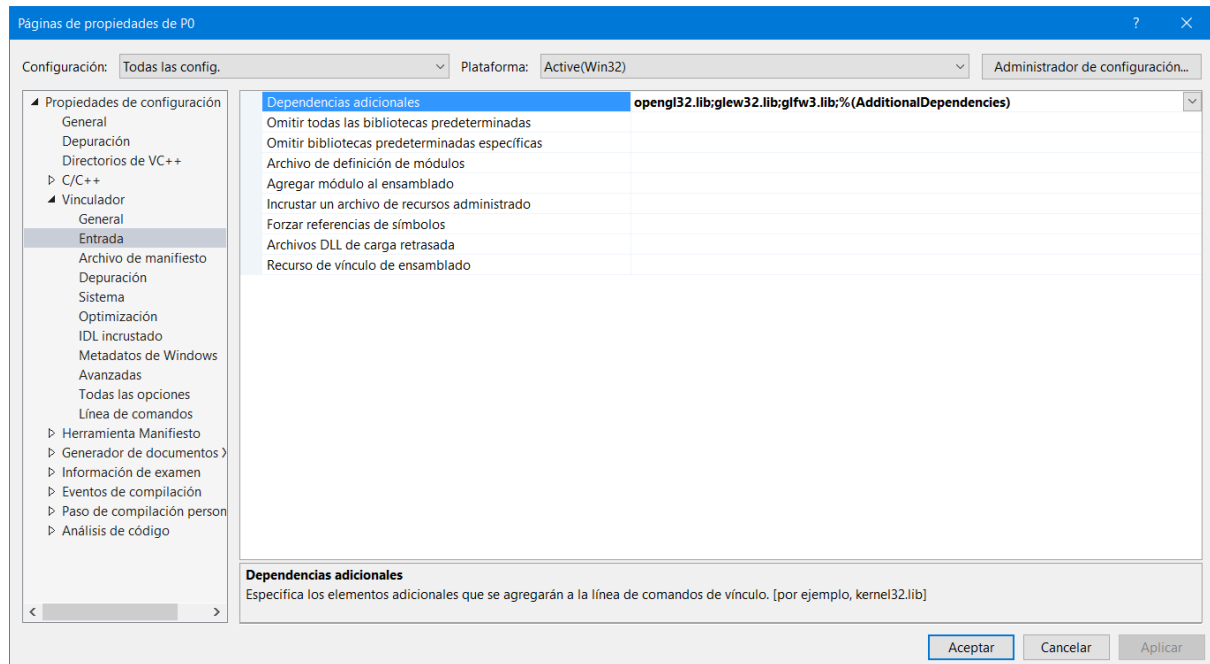 Páginas de propiedades de P0
Configuración: Todas las config. Plataforma: Active(Win32) Administrador de configuración...
Propiedades de configuración
General
Depuración
Directorios de VC++
C/C++
Vinculador
General
Entrada
Archivo de manifiesto
Depuración
Sistema
Optimización
IDL incrustado
Metadatos de Windows
Avanzadas
Todas las opciones
Línea de comandos
Herramienta Manifiesto
Generador de documentos X
Información de examen
Eventos de compilación
Paso de compilación person
Análisis de código
Dependencias adicionales opengl32.lib;glew32.lib;glfw3.lib;%(AdditionalDependencies)
Omitir todas las bibliotecas predeterminadas
Omitir bibliotecas predeterminadas específicas
Archivo de definición de módulos
Agregar módulo al ensamblado
Incrustar un archivo de recursos administrado
Forzar referencias de símbolos
Archivos DLL de carga retrasada
Recurso de vínculo de ensamblado
Dependencias adicionales
Especifica los elementos adicionales que se agregarán a la línea de comandos de vínculo. [por ejemplo, kernel32.lib]
Aceptar Cancelar Aplicar